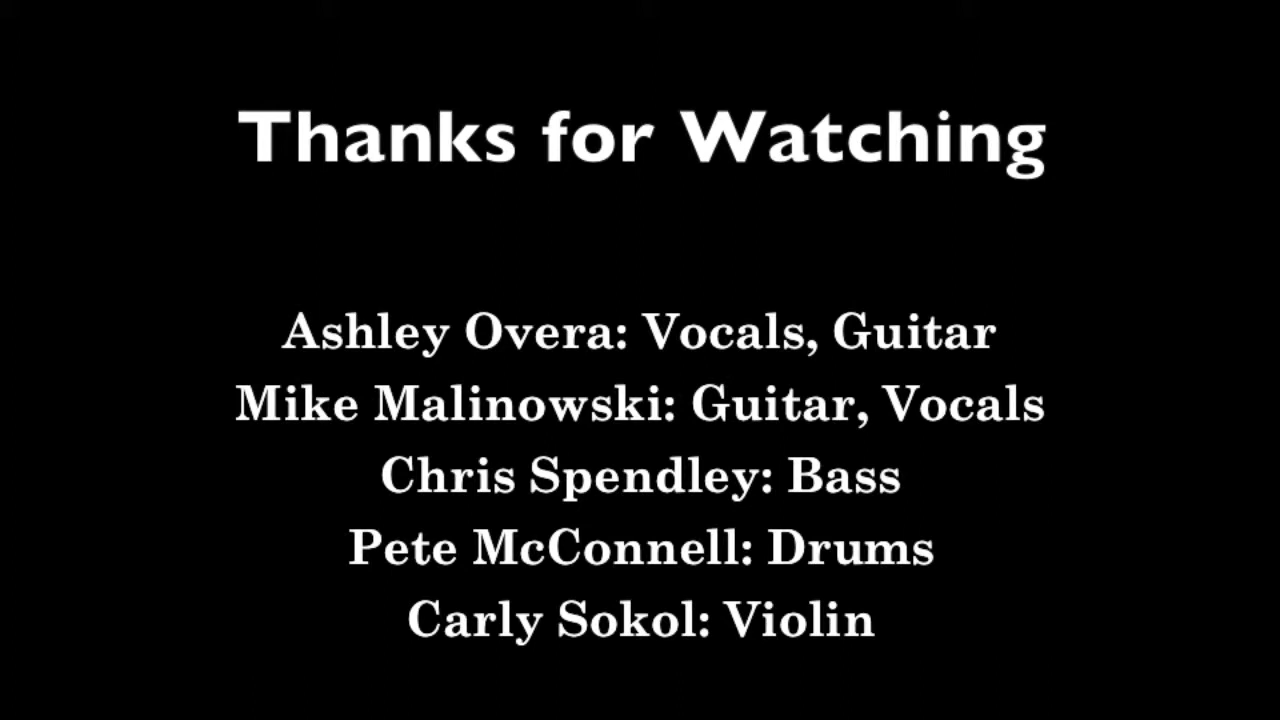 Thanks for Watching
Ashley Overa: Vocals, Guitar
Mike Malinowski: Guitar, Vocals
Chris Spendley: Bass
Pete McConnell: Drums
Carly Sokol: Violin